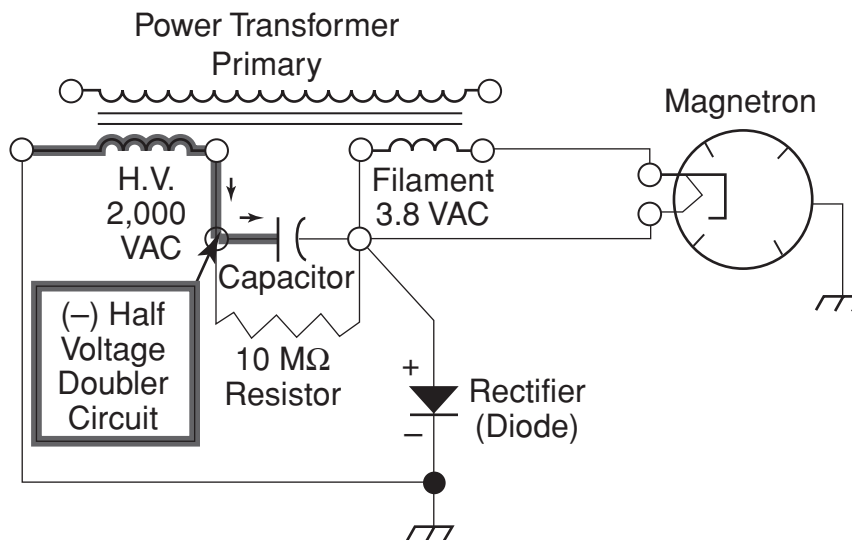 Power Transformer
Primary
Magnetron
H.V.
2,000
VAC
Filament
3.8 VAC
Capacitor
(–) Half
Voltage
Doubler
Circuit
10 MΩ
Resistor
+
Rectifier
(Diode)
–